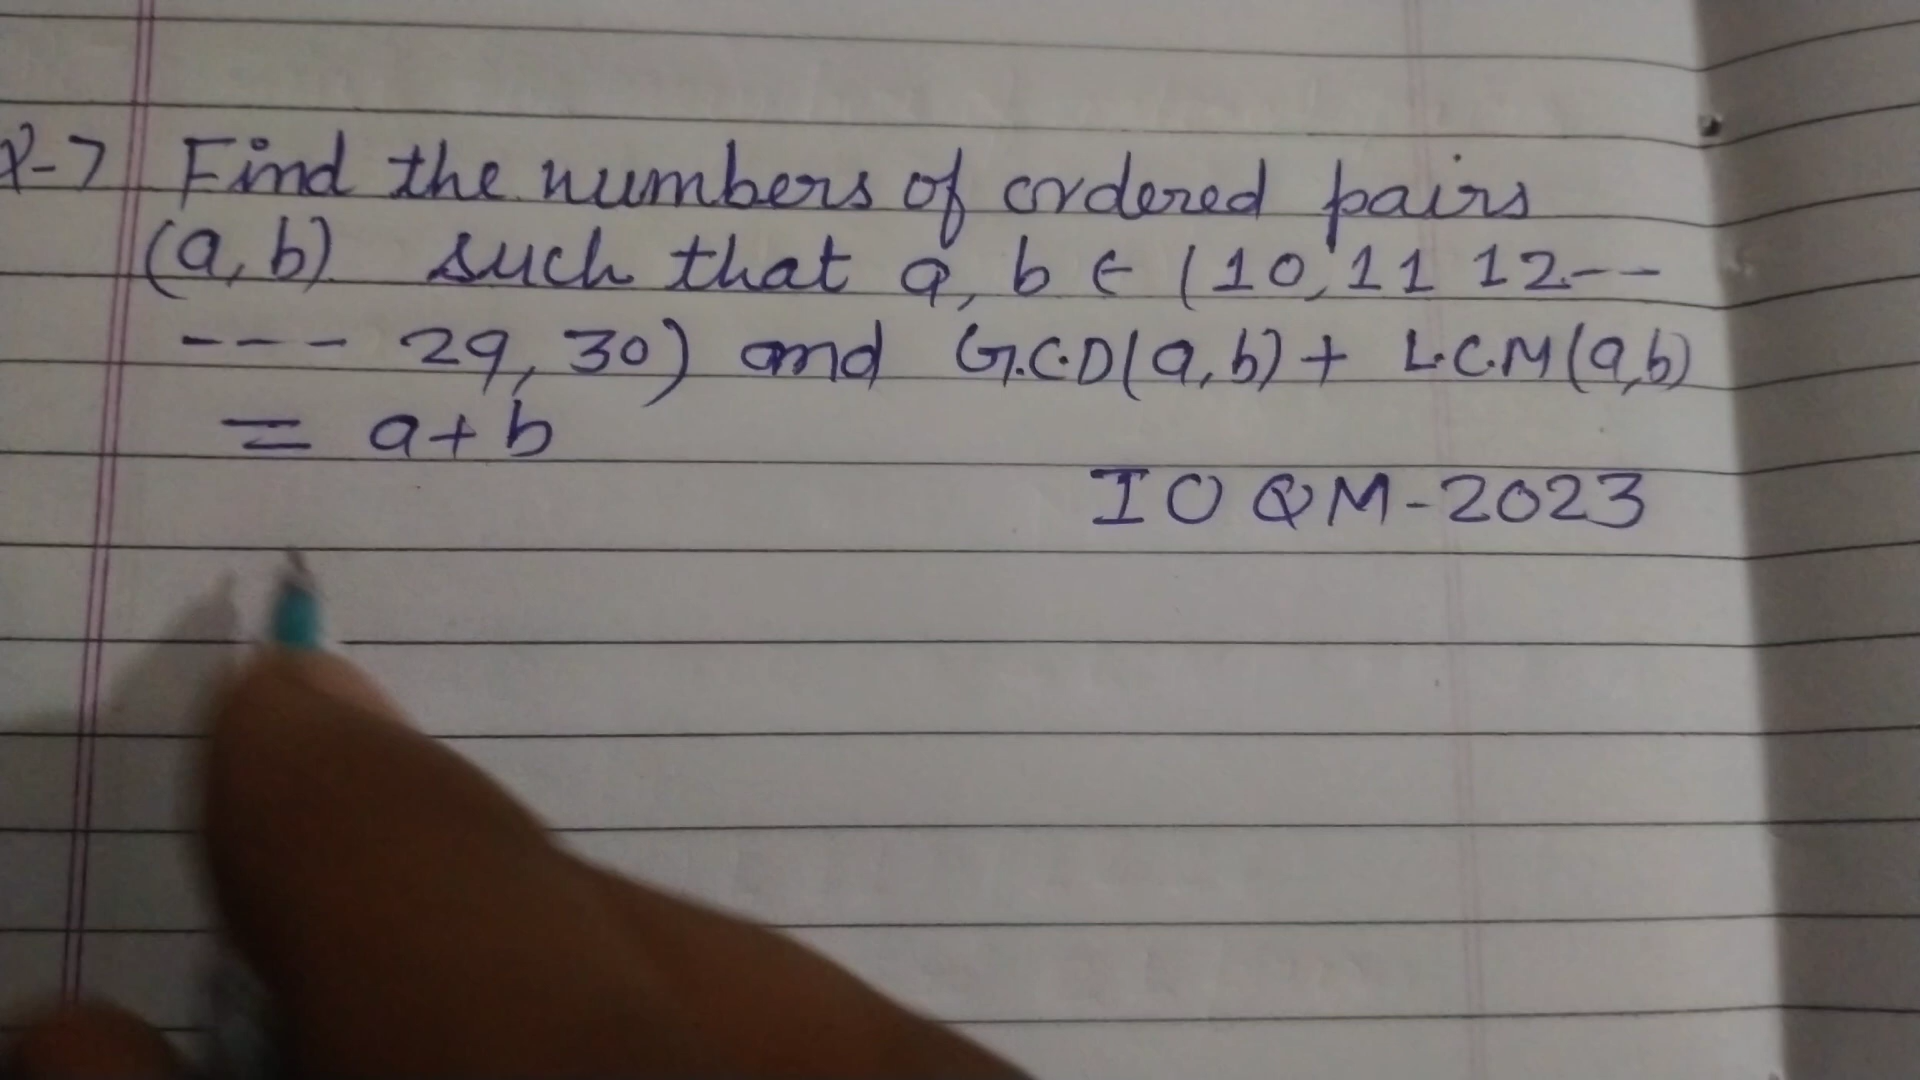 Q-7 Find the numbers of ordered pairs
(a,b) such that a, b ∈ (10,11 12--
---- 29,30) and G.C.D(a,b)+ L.C.M(a,b)
= a+b
IOQM-2023